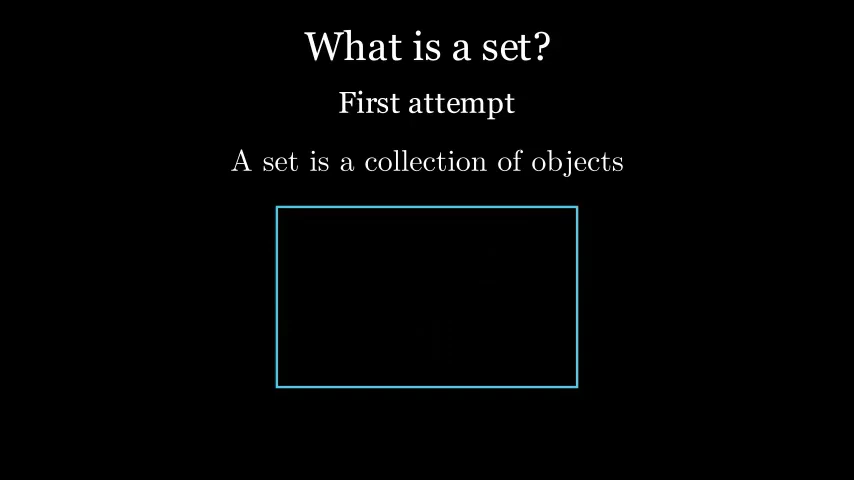 What is a set?
First attempt
A set is a collection of objects